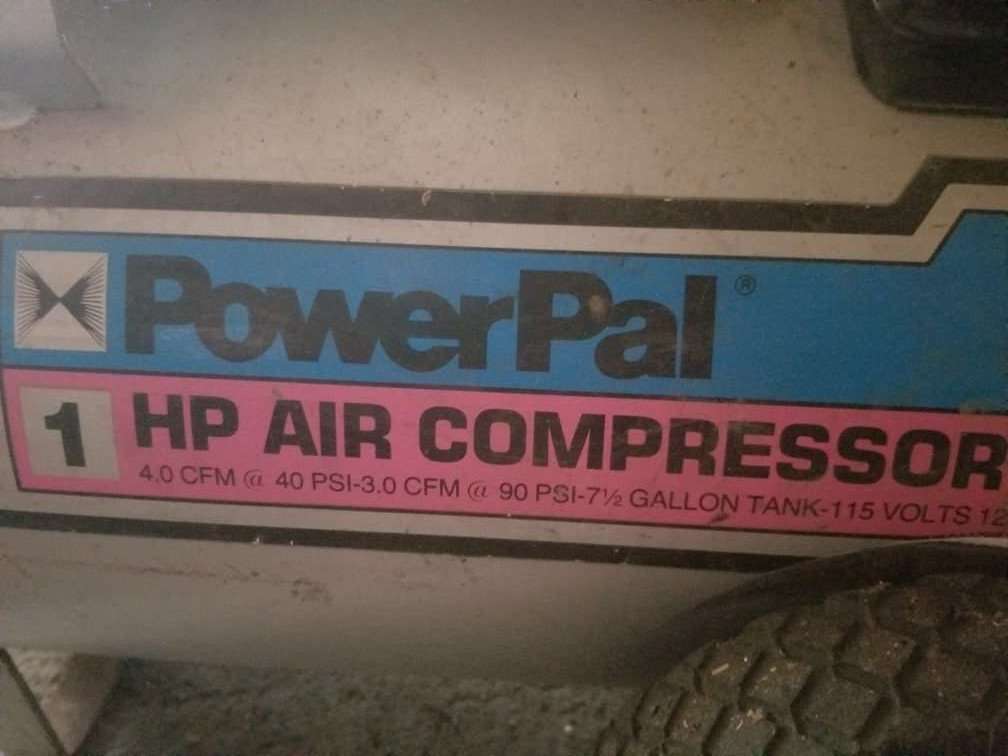 PowerPal ®
1 HP AIR COMPRESSOR
4.0 CFM @ 40 PSI-3.0 CFM @ 90 PSI-7½ GALLON TANK-115 VOLTS 12